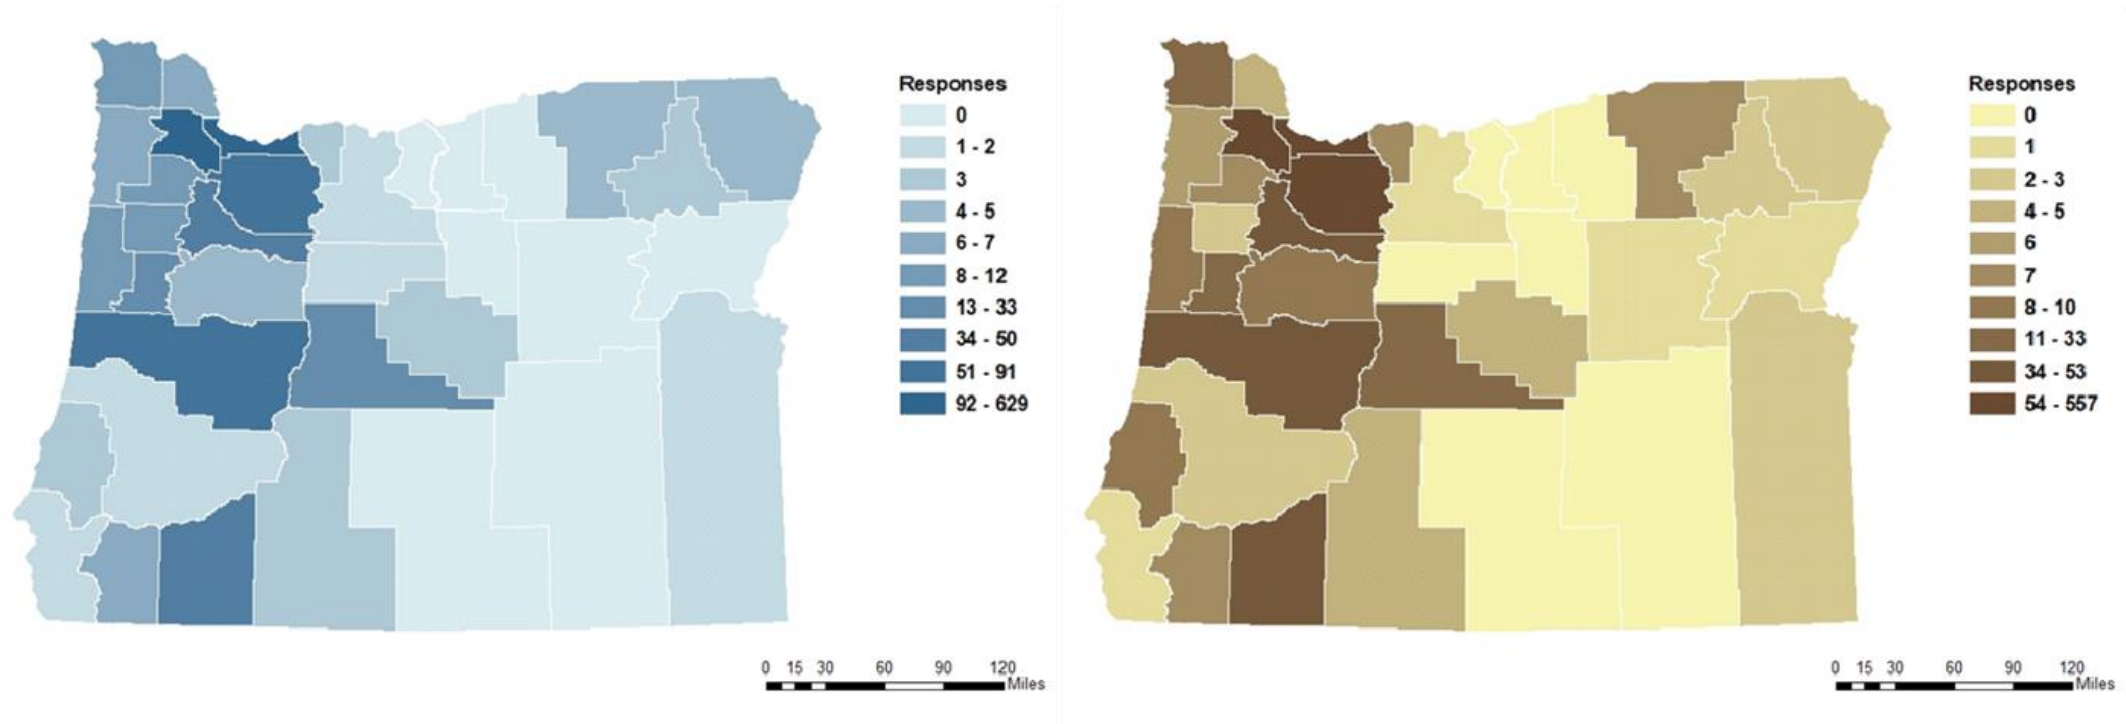 Responses
0
1 - 2
3
4 - 5
6 - 7
8 - 12
13 - 33
34 - 50
51 - 91
92 - 629
0 15 30 60 90 120
Miles
Responses
0
1
2 - 3
4 - 5
6
7
8 - 10
11 - 33
34 - 53
54 - 557
0 15 30 60 90 120
Miles